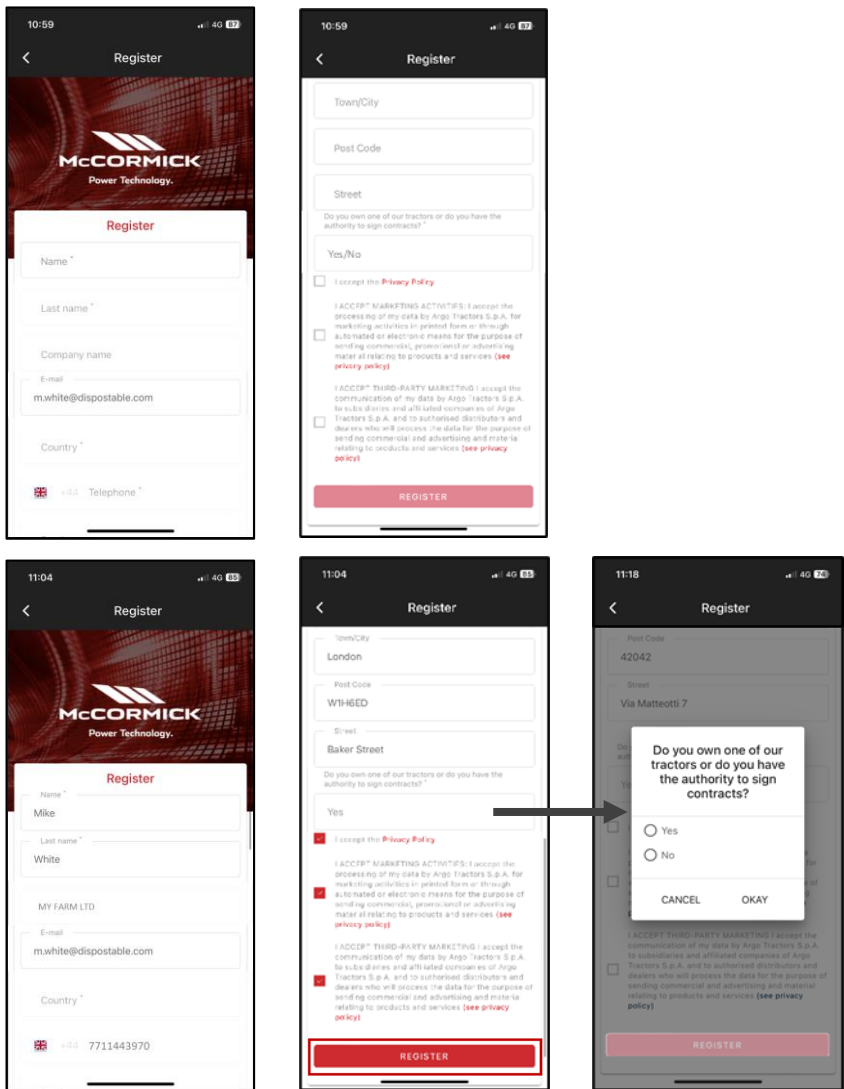 10:59
4G 87
Register
McCORMICK
Power Technology.
Register
Name *
Last name *
Company name
E-mail
m.white@dispostable.com
Country *
+44 Telephone *
10:59
4G 87
Register
Town/City
Post Code
Street
Do you own one of our tractors or do you have the
authority to sign contracts? *
Yes/No
I accept the Privacy Policy
I ACCEPT MARKETING ACTIVITIES: I accept the
processing of my data by Argo Tractors S.p.A. for
marketing activities in printed form or through
automated or electronic means for the purpose of
sending commercial, promotional or advertising
material relating to products and services (see
privacy policy)
I ACCEPT THIRD-PARTY MARKETING I accept the
communication of my data by Argo Tractors S.p.A.
to subsidiaries and affiliated companies of Argo
Tractors S.p.A. and to authorised distributors and
dealers who will process the data for the purpose of
sending commercial and advertising and materia
relating to products and services (see privacy
policy)
REGISTER
11:04
4G 85
Register
McCORMICK
Power Technology.
Register
Name *
Mike
Last name *
White
MY FARM LTD
E-mail
m.white@dispostable.com
Country *
+44 7711443970
11:04
4G 85
Register
Town/City
London
Post Code
W1H6ED
Street
Baker Street
Do you own one of our tractors or do you have the
authority to sign contracts? *
Yes
I accept the Privacy Policy
I ACCEPT MARKETING ACTIVITIES: I accept the
processing of my data by Argo Tractors S.p.A. for
marketing activities in printed form or through
automated or electronic means for the purpose of
sending commercial, promotional or advertising
material relating to products and services (see
privacy policy)
I ACCEPT THIRD-PARTY MARKETING I accept the
communication of my data by Argo Tractors S.p.A.
to subsidiaries and affiliated companies of Argo
Tractors S.p.A. and to authorised distributors and
dealers who will process the data for the purpose of
sending commercial and advertising and materia
relating to products and services (see privacy
policy)
REGISTER
11:18
4G 74
Register
Post Code
42042
Street
Via Matteotti 7
Do you own one of our
tractors or do you have
the authority to sign
contracts?
Yes
No
CANCEL OKAY
I ACCEPT THIRD-PARTY MARKETING I accept the
communication of my data by Argo Tractors S.p.A.
to subsidiaries and affiliated companies of Argo
Tractors S.p.A. and to authorised distributors and
dealers who will process the data for the purpose of
sending commercial and advertising and materia
relating to products and services (see privacy
policy)
REGISTER